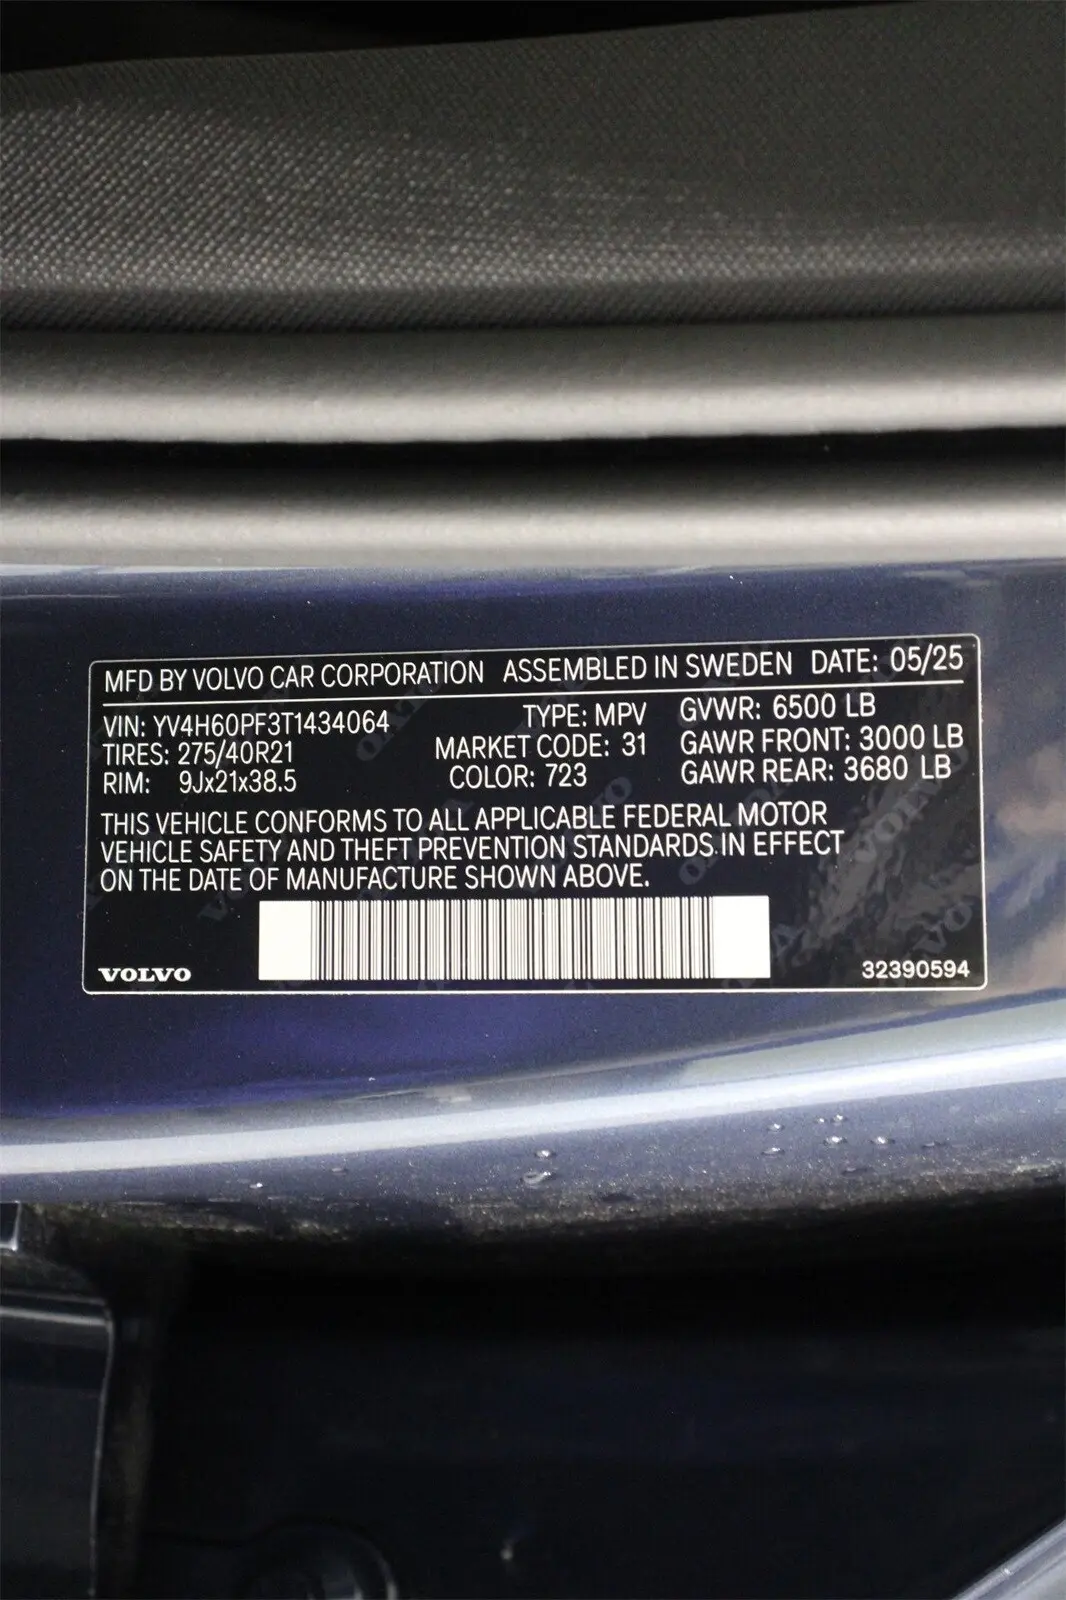 MFD BY VOLVO CAR CORPORATION ASSEMBLED IN SWEDEN DATE: 05/25
VIN: YV4H60PF3T1434064 TYPE: MPV GVWR: 6500 LB
TIRES: 275/40R21 MARKET CODE: 31 GAWR FRONT: 3000 LB
RIM: 9Jx21x38.5 COLOR: 723 GAWR REAR: 3680 LB
THIS VEHICLE CONFORMS TO ALL APPLICABLE FEDERAL MOTOR
VEHICLE SAFETY AND THEFT PREVENTION STANDARDS IN EFFECT
ON THE DATE OF MANUFACTURE SHOWN ABOVE.
VOLVO 32390594